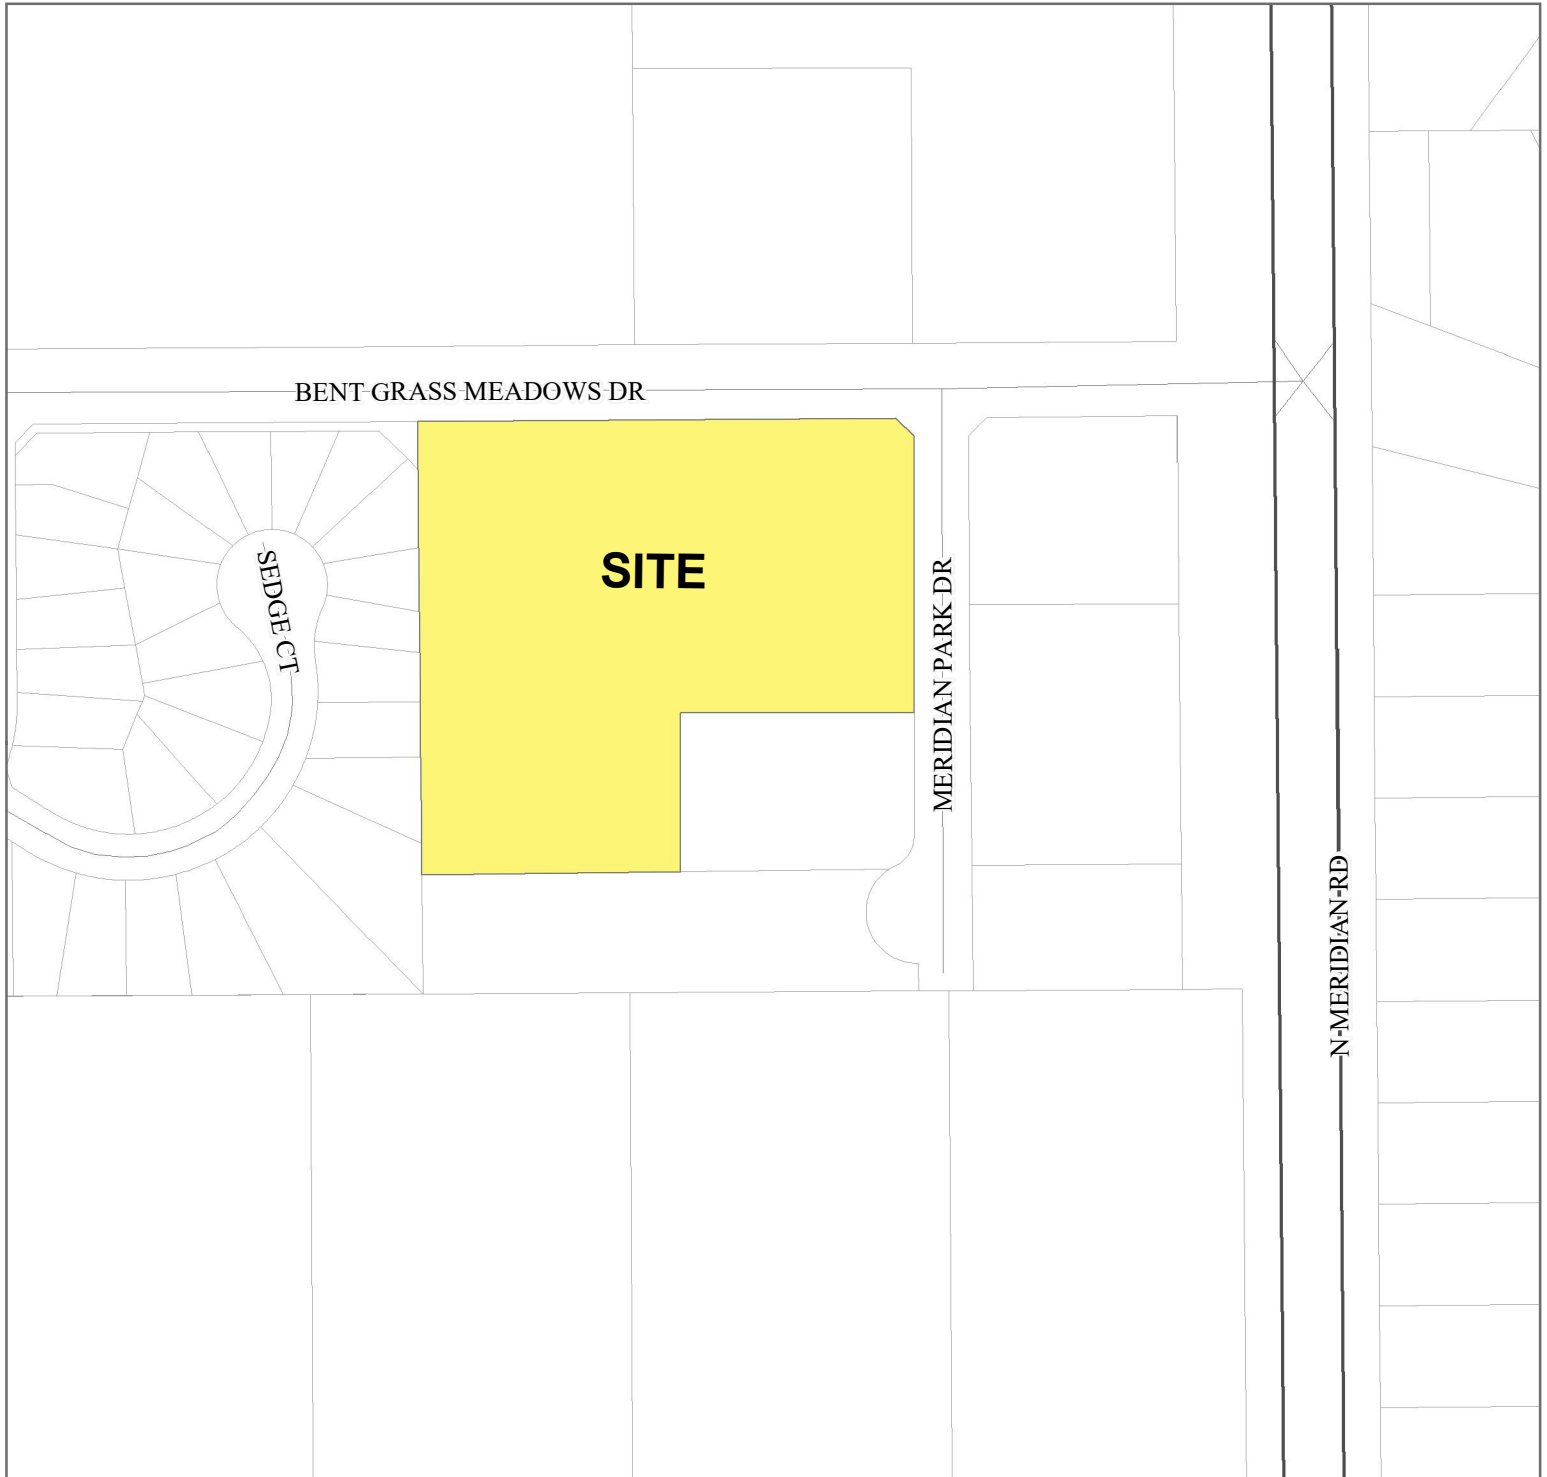 BENT GRASS MEADOWS DR
SITE
SEDGE CT
MERIDIAN PARK DR
N MERIDIAN RD